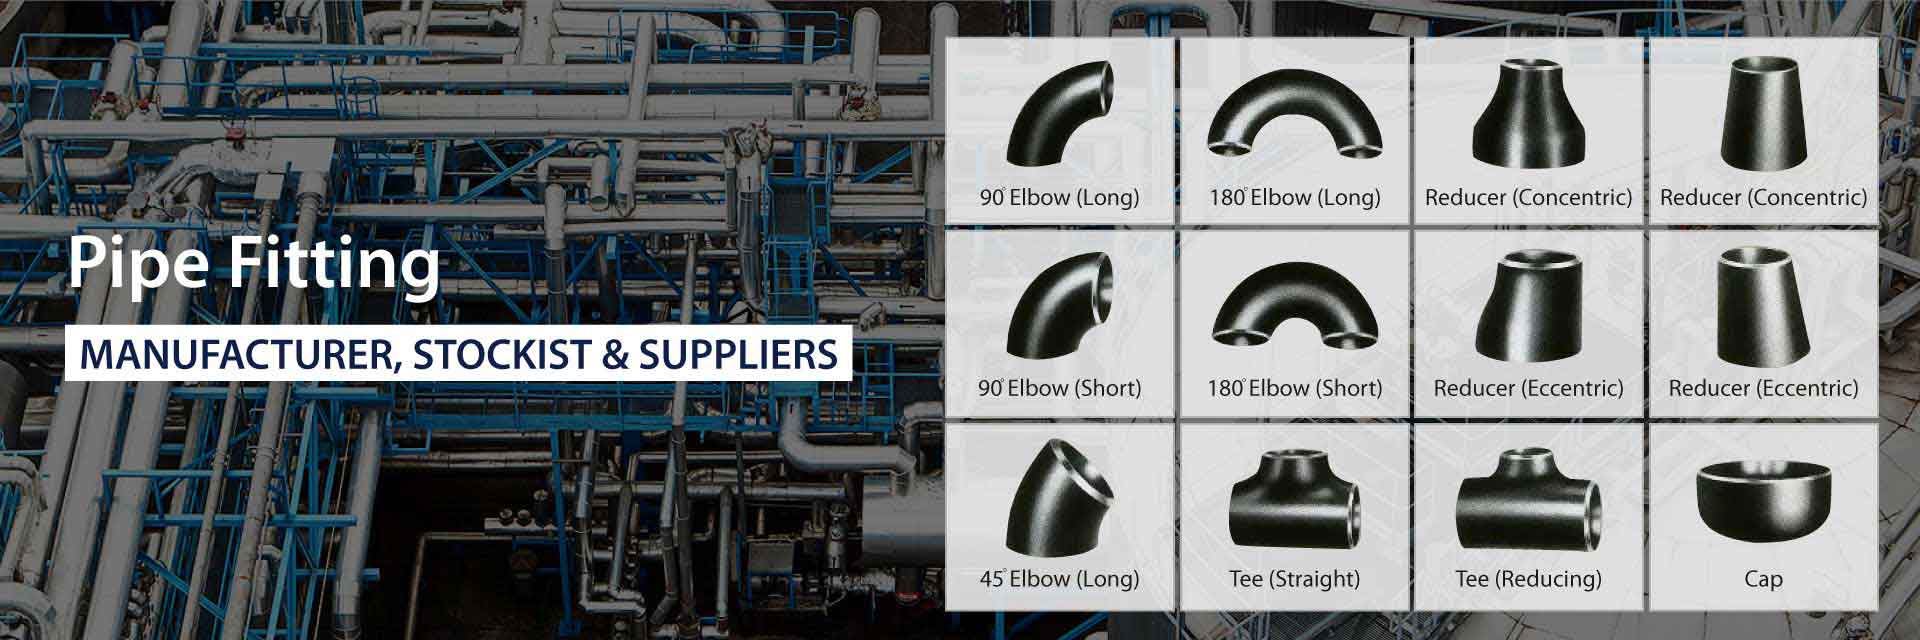 Pipe Fitting
MANUFACTURER, STOCKIST & SUPPLIERS
90° Elbow (Long)
180° Elbow (Long)
Reducer (Concentric)
Reducer (Concentric)
90° Elbow (Short)
180° Elbow (Short)
Reducer (Eccentric)
Reducer (Eccentric)
45° Elbow (Long)
Tee (Straight)
Tee (Reducing)
Cap